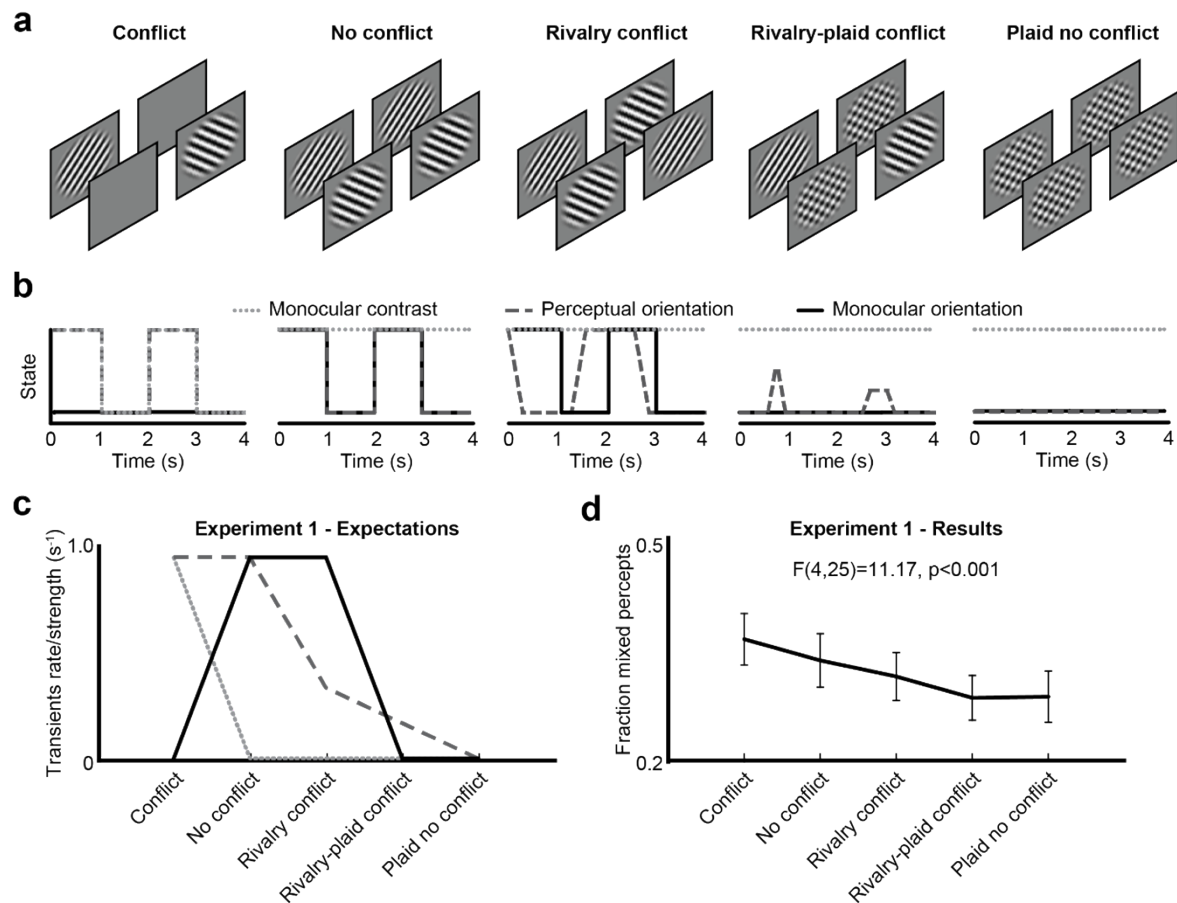 a
Conflict No conflict Rivalry conflict Rivalry-plaid conflict Plaid no conflict
b
Monocular contrast Perceptual orientation Monocular orientation
State
0 1 2 3 4 0 1 2 3 4 0 1 2 3 4 0 1 2 3 4 0 1 2 3 4
Time (s) Time (s) Time (s) Time (s) Time (s)
c
Experiment 1 - Expectations
Transients rate/strength (s⁻¹)
1.0
0
Conflict
No conflict
Rivalry conflict
Rivalry-plaid conflict
Plaid no conflict
d
Experiment 1 - Results
F(4,25)=11.17, p<0.001
Fraction mixed percepts
0.5
0.2
Conflict
No conflict
Rivalry conflict
Rivalry-plaid conflict
Plaid no conflict